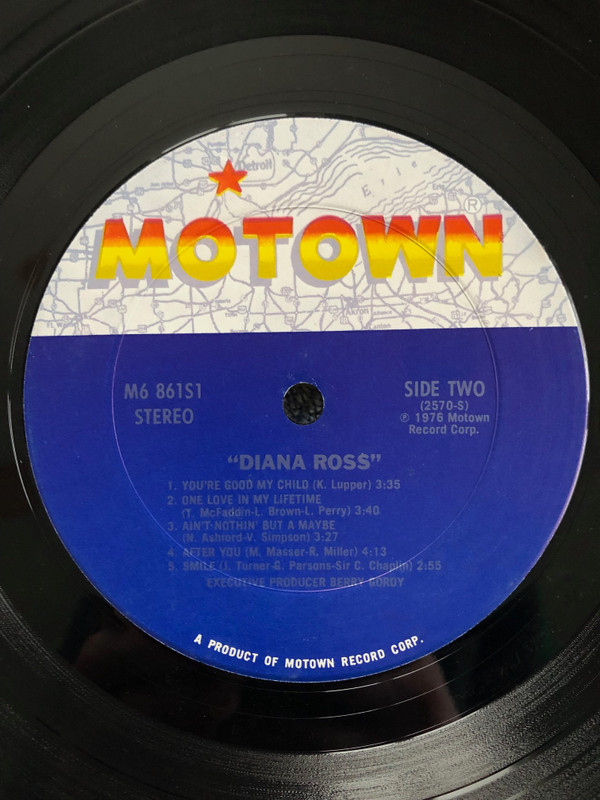 Detroit
Erie
MOTOWN®
Akron
Canton
M6 861S1
STEREO
SIDE TWO
(2570-S)
℗ 1976 Motown
Record Corp.
“DIANA ROSS”
1. YOU'RE GOOD MY CHILD (K. Lupper) 3:35
2. ONE LOVE IN MY LIFETIME
(T. McFaddin-L. Brown-L. Perry) 3:40
3. AIN'T NOTHIN' BUT A MAYBE
(N. Ashford-V. Simpson) 3:27
4. AFTER YOU (M. Masser-R. Miller) 4:13
5. SMILE (J. Turner-G. Parsons-Sir C. Chaplin) 2:55
EXECUTIVE PRODUCER BERRY GORDY
A PRODUCT OF MOTOWN RECORD CORP.